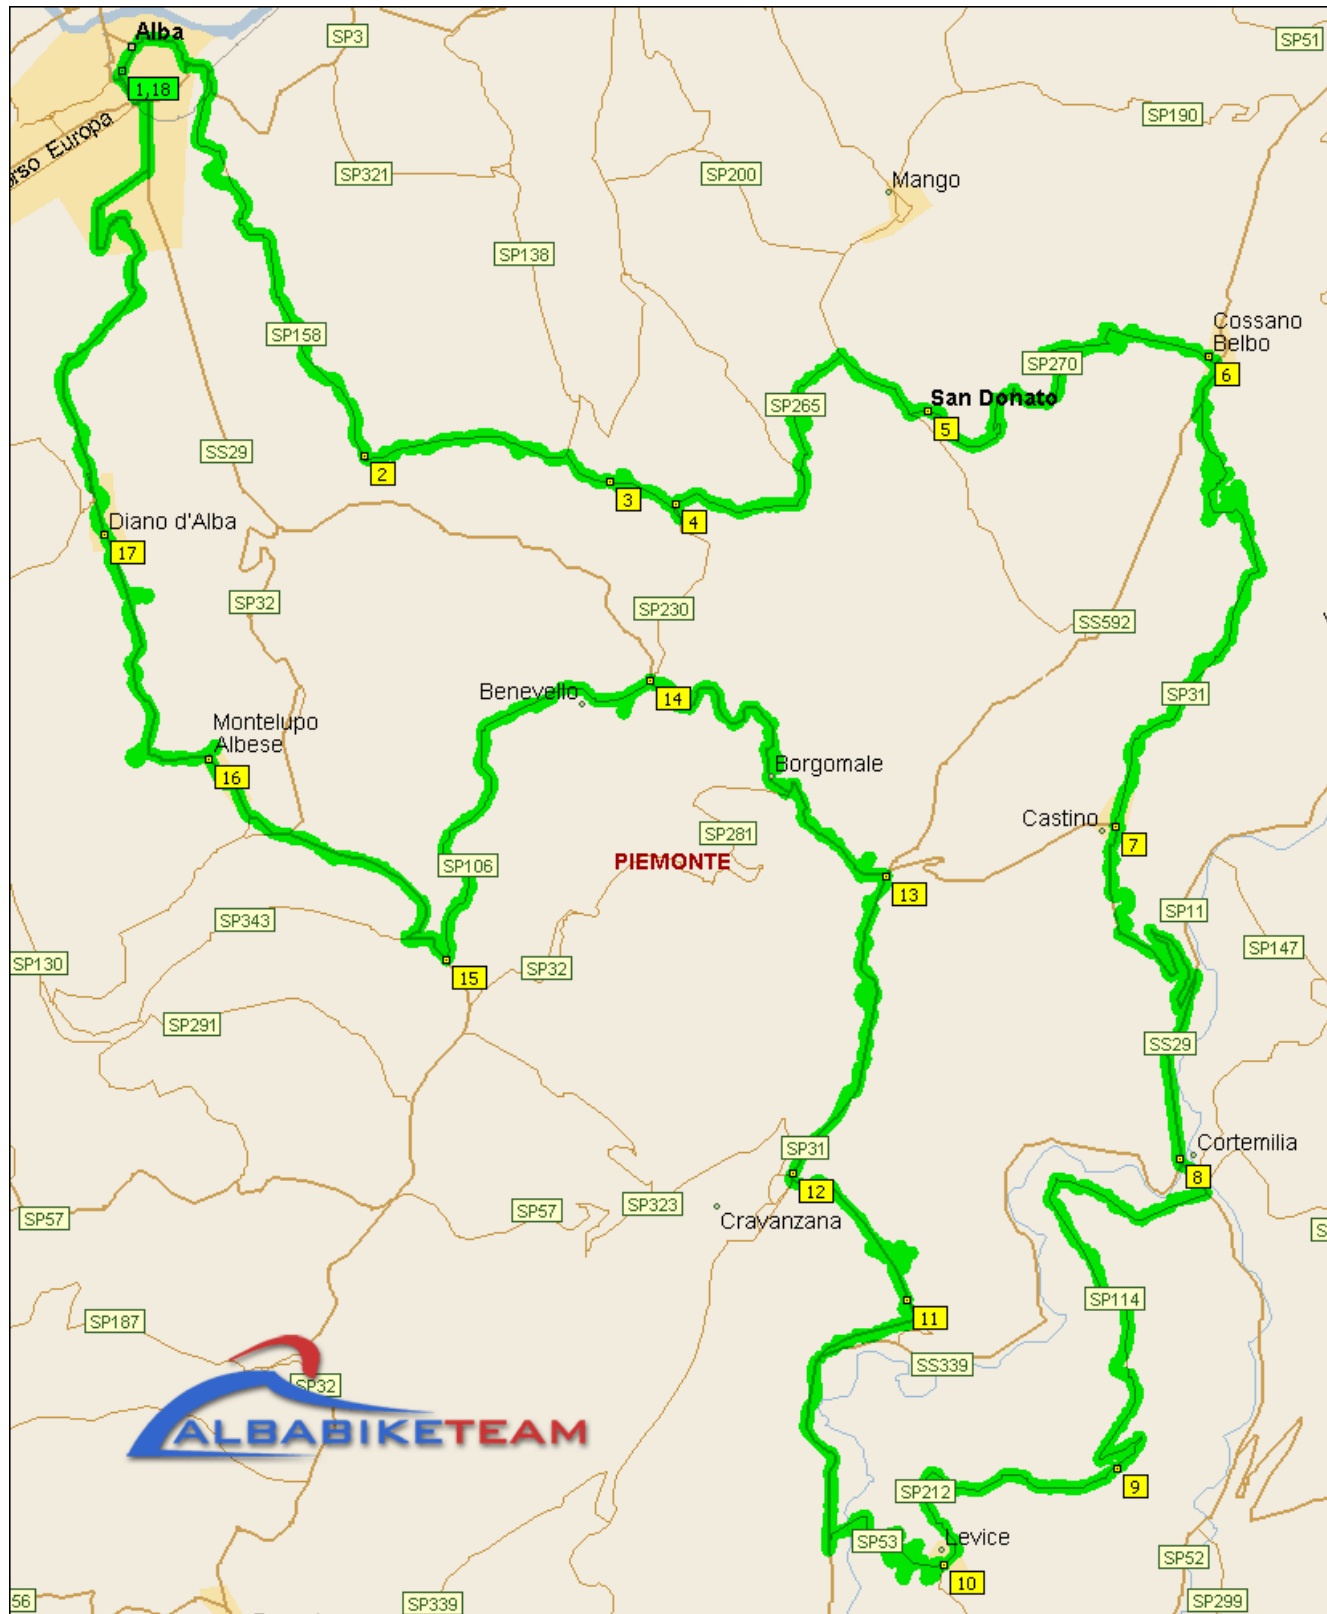 Alba
SP3
SP51
1,18
SP190
orso Europa
SP321
SP200
Mango
SP138
Cossano
Belbo
SP158
SP270
6
SP265
San Donato
5
SS29
2
3
4
Diano d'Alba
17
SP32
SP230
SS592
SP31
Benevello
14
Montelupo
Albese
16
Borgomale
Castino
7
SP281
PIEMONTE
SP106
13
SP343
SP11
SP130
SP32
15
SP147
SP291
SS29
SP31
Cortemilia
8
12
SP57
SP57
SP323
Cravanzana
S
SP114
11
SP187
SS339
SP32
ALBABIKETEAM
9
SP212
SP53
Levice
SP52
10
56
SP339
SP299